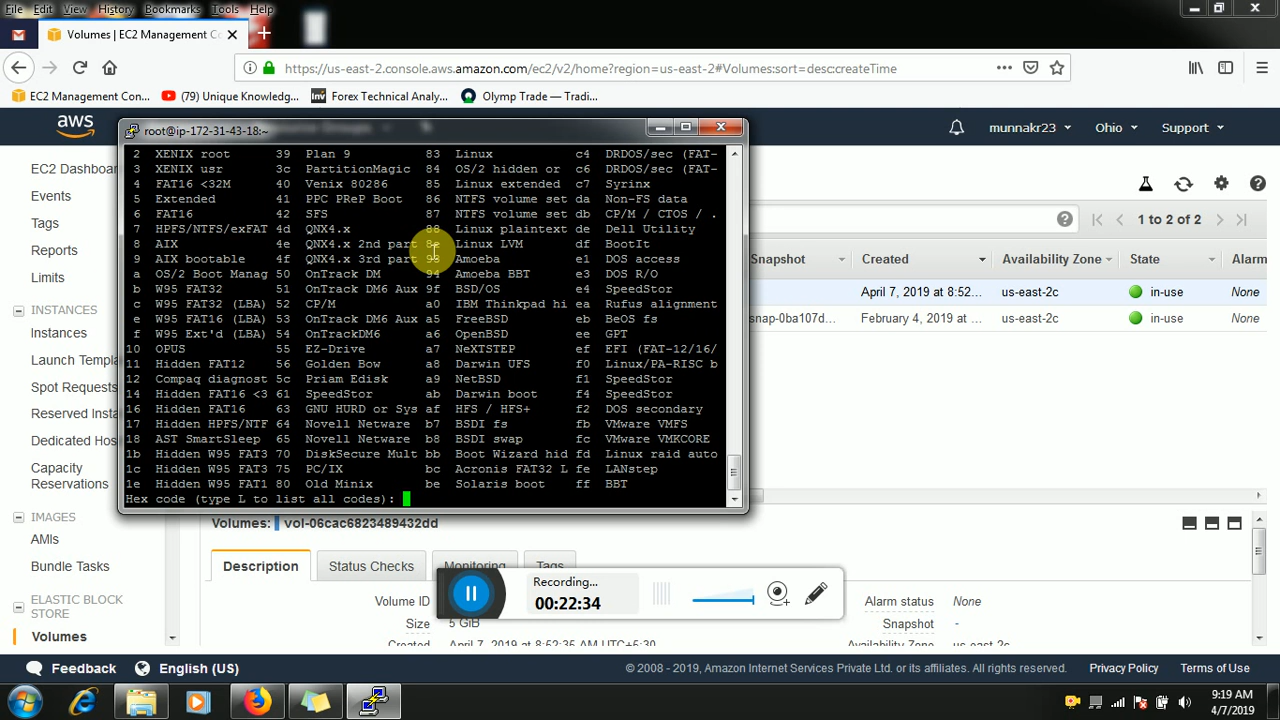 File Edit View History Bookmarks Tools Help
Volumes | EC2 Management Co
https://us-east-2.console.aws.amazon.com/ec2/v2/home?region=us-east-2#Volumes:sort=desc:createTime
EC2 Management Con... (79) Unique Knowledg... Forex Technical Analy... Olymp Trade — Tradi...
aws munnakr23 Ohio Support
root@ip-172-31-43-18:~
EC2 Dashboard
Events
Tags
Reports
Limits
INSTANCES
Instances
Launch Templates
Spot Requests
Reserved Insta
Dedicated Hos
Capacity
Reservations
IMAGES
AMIs
Bundle Tasks
ELASTIC BLOCK
STORE
Volumes
2 XENIX root 39 Plan 9 83 Linux c4 DRDOS/sec (FAT-
3 XENIX usr 3c PartitionMagic 84 OS/2 hidden or c6 DRDOS/sec (FAT-
4 FAT16 <32M 40 Venix 80286 85 Linux extended c7 Syrinx
5 Extended 41 PPC PReP Boot 86 NTFS volume set da Non-FS data
6 FAT16 42 SFS 87 NTFS volume set db CP/M / CTOS / .
7 HPFS/NTFS/exFAT 4d QNX4.x 88 Linux plaintext de Dell Utility
8 AIX 4e QNX4.x 2nd part 8e Linux LVM df BootIt
9 AIX bootable 4f QNX4.x 3rd part 93 Amoeba e1 DOS access
a OS/2 Boot Manag 50 OnTrack DM 94 Amoeba BBT e3 DOS R/O
b W95 FAT32 51 OnTrack DM6 Aux 9f BSD/OS e4 SpeedStor
c W95 FAT32 (LBA) 52 CP/M a0 IBM Thinkpad hi ea Rufus alignment
e W95 FAT16 (LBA) 53 OnTrack DM6 Aux a5 FreeBSD eb BeOS fs
f W95 Ext'd (LBA) 54 OnTrackDM6 a6 OpenBSD ee GPT
10 OPUS 55 EZ-Drive a7 NeXTSTEP ef EFI (FAT-12/16/
11 Hidden FAT12 56 Golden Bow a8 Darwin UFS f0 Linux/PA-RISC b
12 Compaq diagnost 5c Priam Edisk a9 NetBSD f1 SpeedStor
14 Hidden FAT16 <3 61 SpeedStor ab Darwin boot f4 SpeedStor
16 Hidden FAT16 63 GNU HURD or Sys af HFS / HFS+ f2 DOS secondary
17 Hidden HPFS/NTF 64 Novell Netware b7 BSDI fs fb VMware VMFS
18 AST SmartSleep 65 Novell Netware b8 BSDI swap fc VMware VMKCORE
1b Hidden W95 FAT3 70 DiskSecure Mult bb Boot Wizard hid fd Linux raid auto
1c Hidden W95 FAT3 75 PC/IX bc Acronis FAT32 L fe LANstep
1e Hidden W95 FAT1 80 Old Minix be Solaris boot ff BBT
Hex code (type L to list all codes):
1 to 2 of 2
Snapshot Created Availability Zone State Alarm
April 7, 2019 at 8:52... us-east-2c in-use None
snap-0ba107d... February 4, 2019 at... us-east-2c in-use None
Volumes: vol-06cac6823489432dd
Description Status Checks Monitoring Tags
Volume ID Alarm status None
Size 5 GiB Snapshot -
Created April 7, 2019 at 8:52:35 AM UTC+5:30 Availability Zone us-east-2c
Recording...
00:22:34
Feedback English (US) © 2008 - 2019, Amazon Internet Services Private Ltd. or its affiliates. All rights reserved. Privacy Policy Terms of Use
9:19 AM
4/7/2019